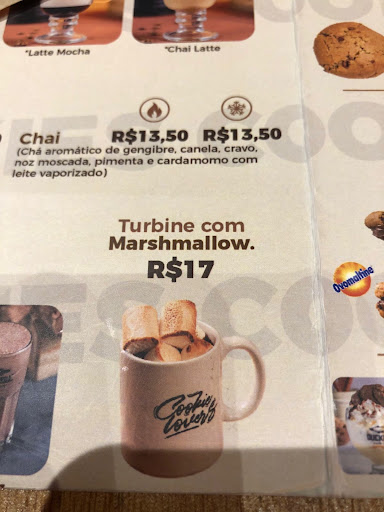 *Latte Mocha
*Chai Latte
Chai R$13,50 R$13,50
(Chá aromático de gengibre, canela, cravo,
noz moscada, pimenta e cardamomo com
leite vaporizado)
Turbine com
Marshmallow.
R$17
Ovomaltine
Cookie
Lover's